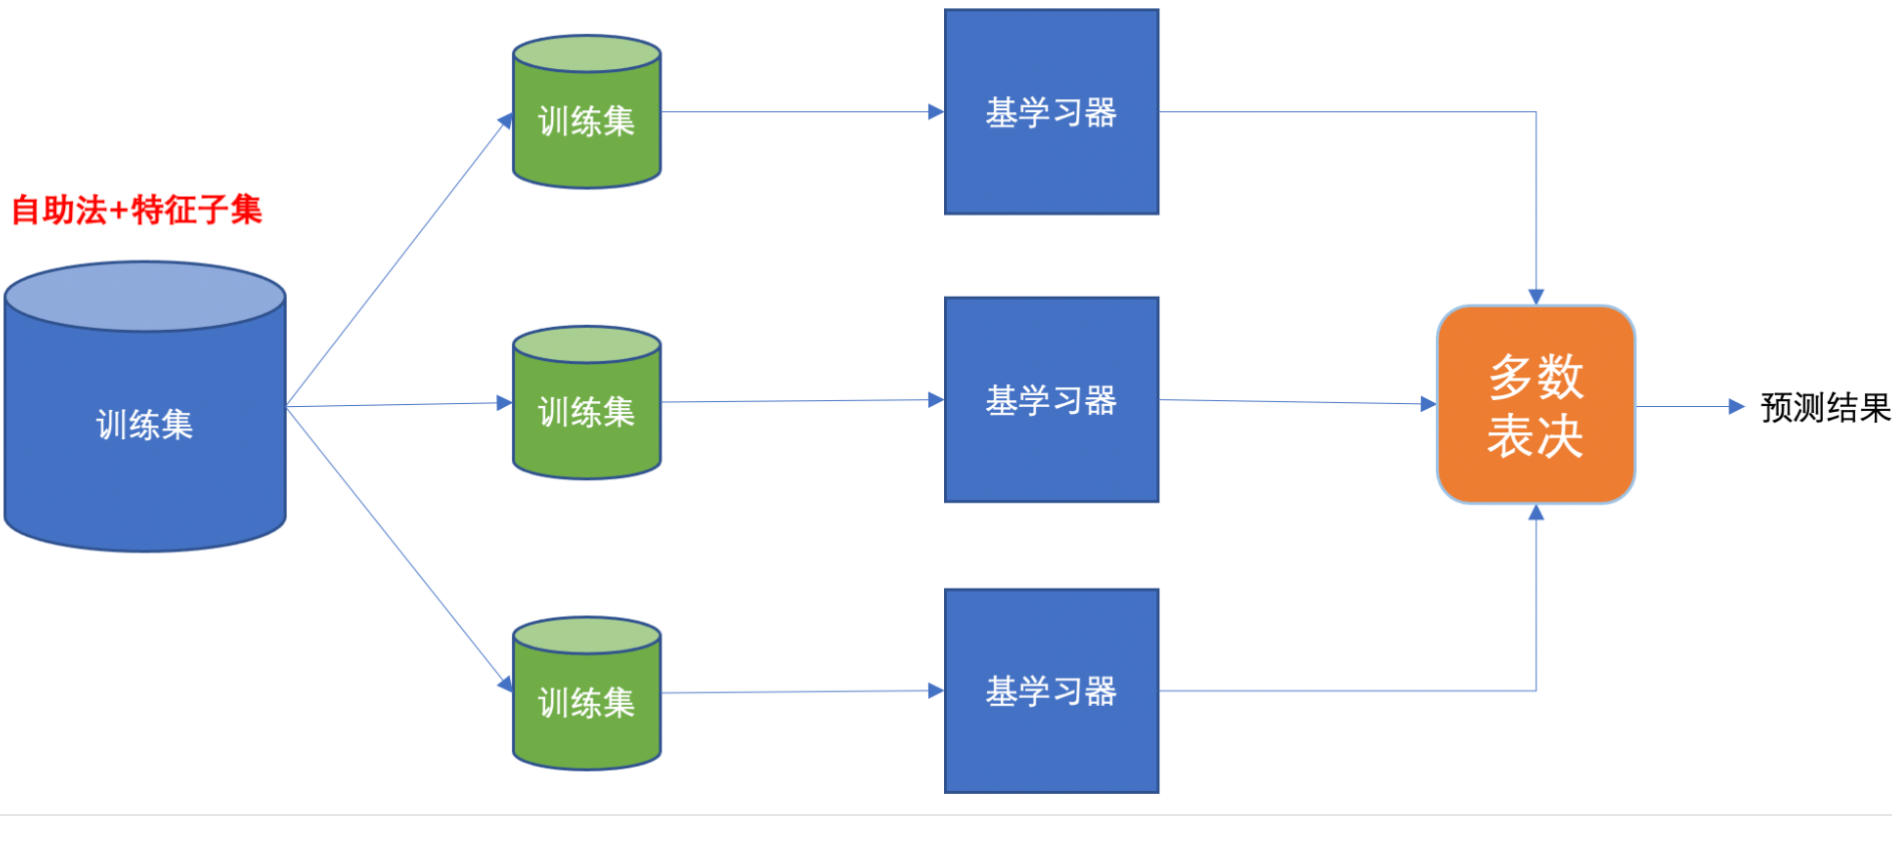 自助法+特征子集
训练集
训练集
基学习器
训练集
基学习器
训练集
基学习器
多数
表决
预测结果